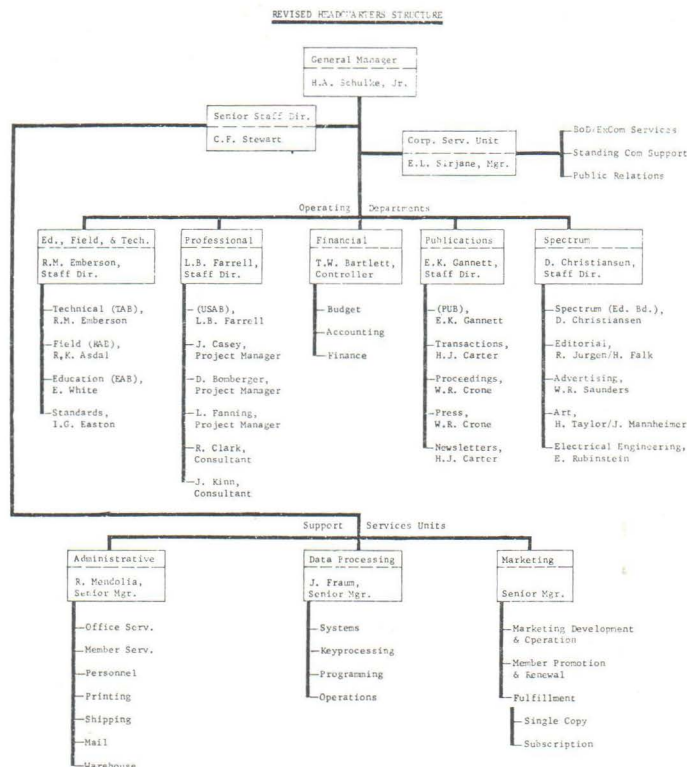 REVISED HEADQUARTERS STRUCTURE
General Manager
H.A. Schulke, Jr.
Senior Staff Dir.
C.F. Stewart
Corp. Serv. Unit
E.L. Sirjane, Mgr.
BoD-ExCom Services
Standing Com Support
Public Relations
Operating Departments
Ed., Field, & Tech.
R.M. Emberson,
Staff Dir.
Technical (TAB),
R.M. Emberson
Field (RAB),
R.K. Asdal
Education (EAB),
E. White
Standards,
I.G. Easton
Professional
L.B. Farrell,
Staff Dir.
(USAB),
L.B. Farrell
J. Casey,
Project Manager
D. Bomberger,
Project Manager
L. Fanning,
Project Manager
R. Clark,
Consultant
J. Kinn,
Consultant
Financial
T.W. Bartlett,
Controller
Budget
Accounting
Finance
Publications
E.K. Gannett,
Staff Dir.
(PUB),
E.K. Gannett
Transactions,
H.J. Carter
Proceedings,
W.R. Crone
Press,
W.R. Crone
Newsletters,
H.J. Carter
Spectrum
D. Christiansen,
Staff Dir.
Spectrum (Ed. Bd.),
D. Christiansen
Editorial,
R. Jurgen/H. Falk
Advertising,
W.R. Saunders
Art,
H. Taylor/J. Mannheimer
Electrical Engineering,
E. Rubinstein
Support Services Units
Administrative
R. Mendolia,
Senior Mgr.
Office Serv.
Member Serv.
Personnel
Printing
Shipping
Mail
Warehouse
Data Processing
J. Fraum,
Senior Mgr.
Systems
Keyprocessing
Programming
Operations
Marketing
Senior Mgr.
Marketing Development
& Operation
Member Promotion
& Renewal
Fulfillment
Single Copy
Subscription